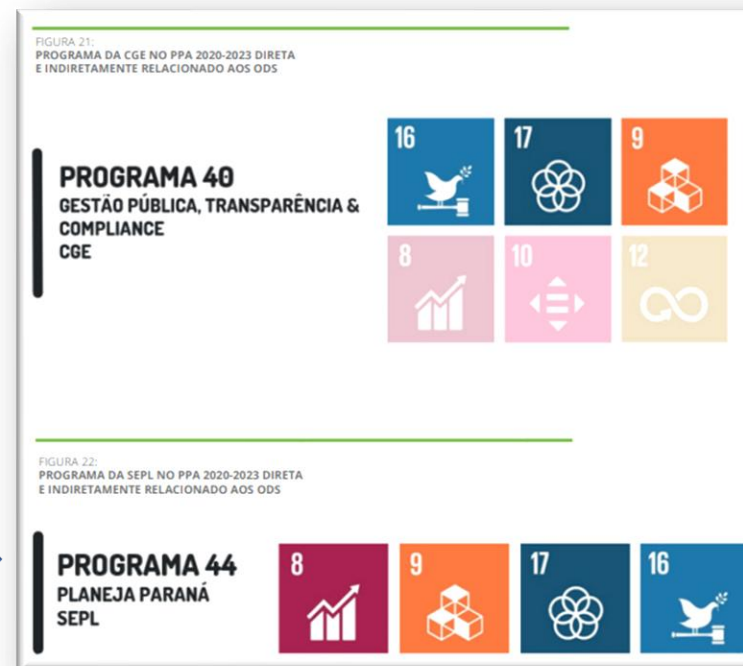 FIGURA 21:
PROGRAMA DA CGE NO PPA 2020-2023 DIRETA
E INDIRETAMENTE RELACIONADO AOS ODS
PROGRAMA 40
GESTÃO PÚBLICA, TRANSPARÊNCIA &
COMPLIANCE
CGE
16 17 9
8 10 12
FIGURA 22:
PROGRAMA DA SEPL NO PPA 2020-2023 DIRETA
E INDIRETAMENTE RELACIONADO AOS ODS
PROGRAMA 44
PLANEJA PARANÁ
SEPL
8 9 17 16